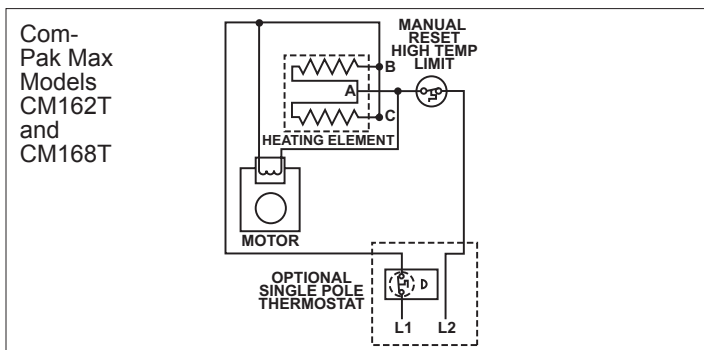 Com-
Pak Max
Models
CM162T
and
CM168T
MANUAL
RESET
HIGH TEMP
LIMIT
B
A
C
HEATING ELEMENT
MOTOR
OPTIONAL
SINGLE POLE
THERMOSTAT
D
L1 L2